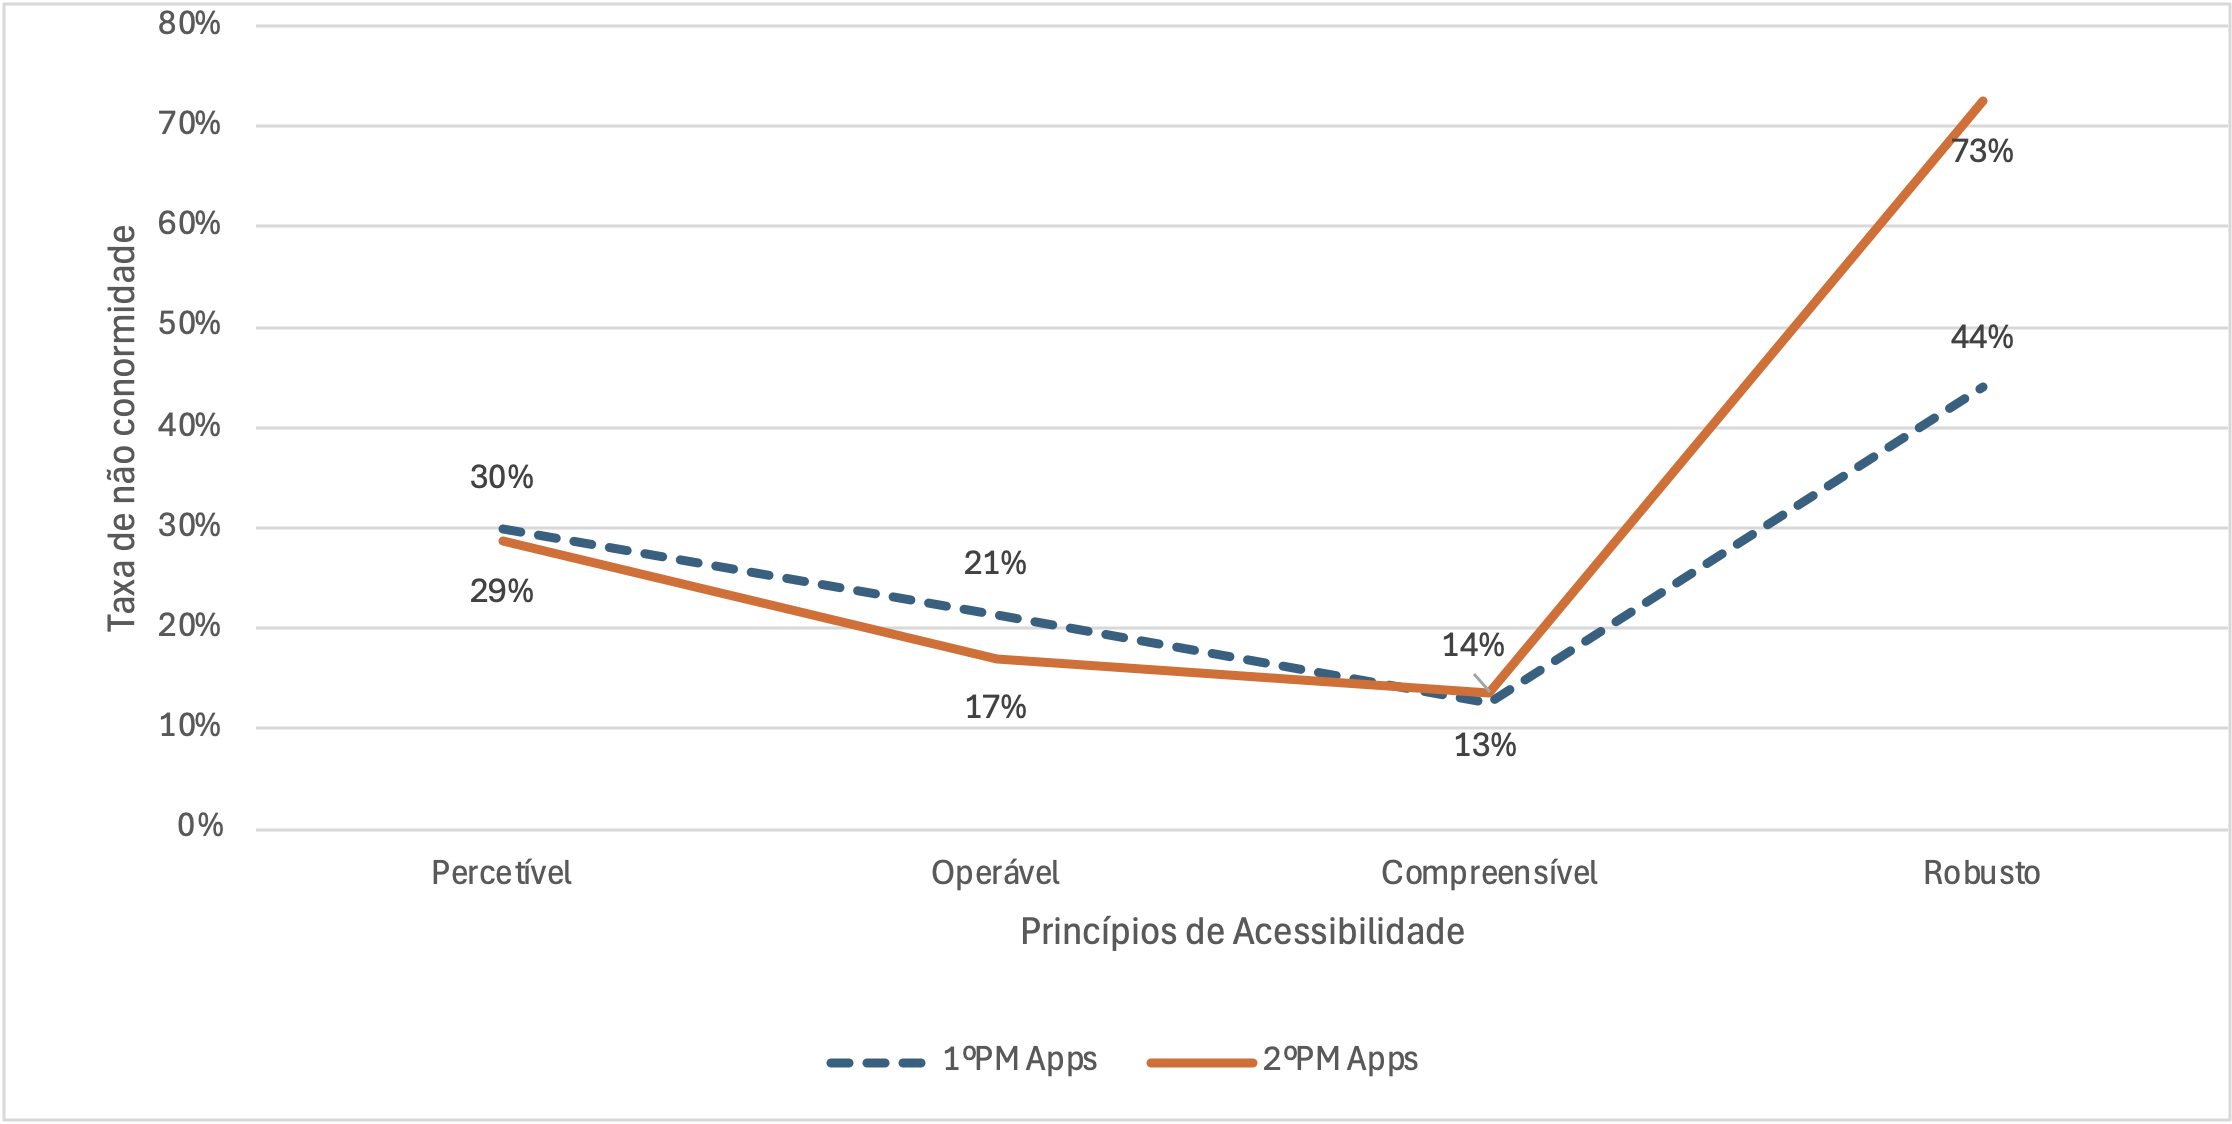 80%
70%
60%
50%
40%
30%
20%
10%
0%
Taxa de não conormidade
30%
29%
21%
17%
14%
13%
73%
44%
Percetível
Operável
Compreensível
Robusto
Princípios de Acessibilidade
1ºPM Apps
2ºPM Apps